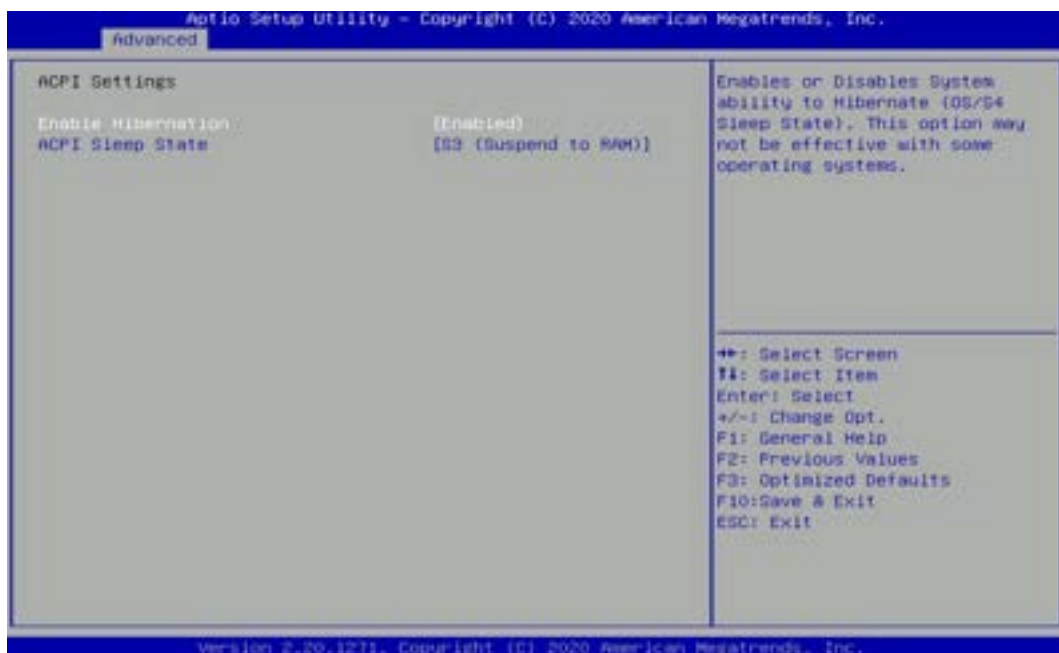 Aptio Setup Utility – Copyright (C) 2020 American Megatrends, Inc.
Advanced
ACPI Settings
Enable Hibernation [Enabled]
ACPI Sleep State [S3 (Suspend to RAM)]
Enables or Disables System
ability to Hibernate (OS/S4
Sleep State). This option may
not be effective with some
operating systems.
→←: Select Screen
↑↓: Select Item
Enter: Select
+/-: Change Opt.
F1: General Help
F2: Previous Values
F3: Optimized Defaults
F10:Save & Exit
ESC: Exit
Version 2.20.1271. Copyright (C) 2020 American Megatrends, Inc.